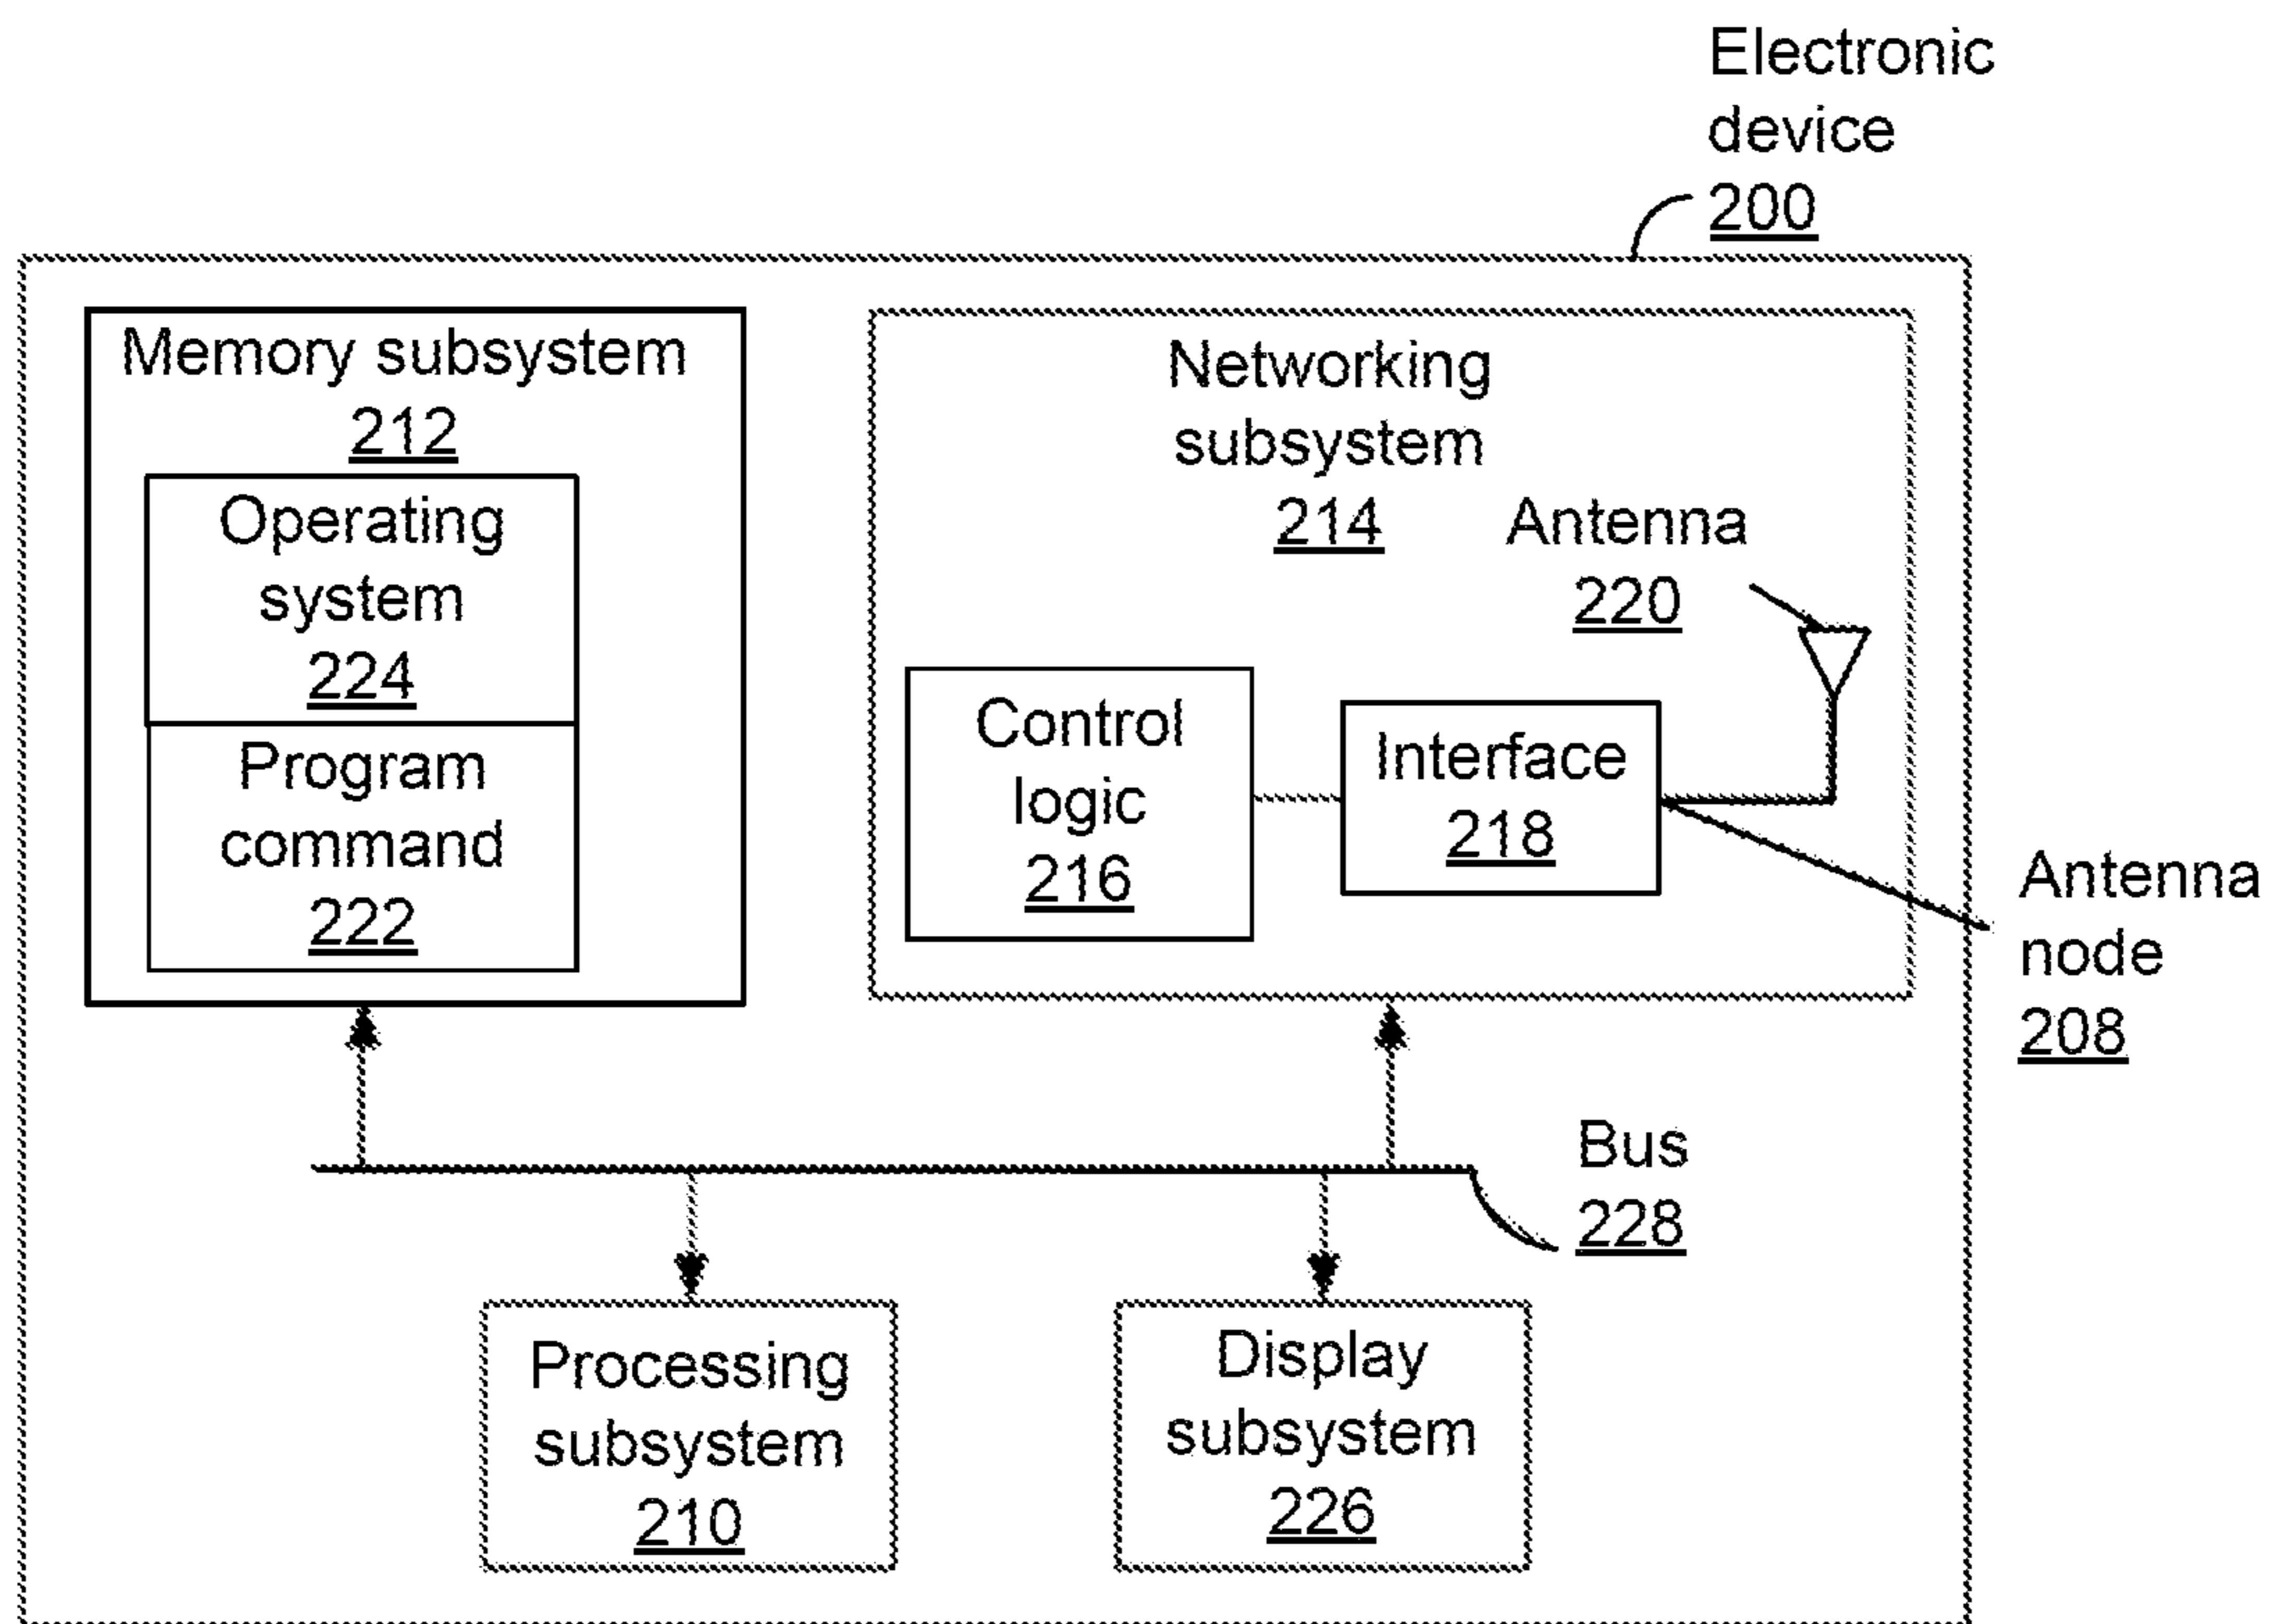 Electronic
device
200
Memory subsystem
212
Operating
system
224
Program
command
222
Networking
subsystem
214
Antenna
220
Control
logic
216
Interface
218
Antenna
node
208
Bus
228
Processing
subsystem
210
Display
subsystem
226